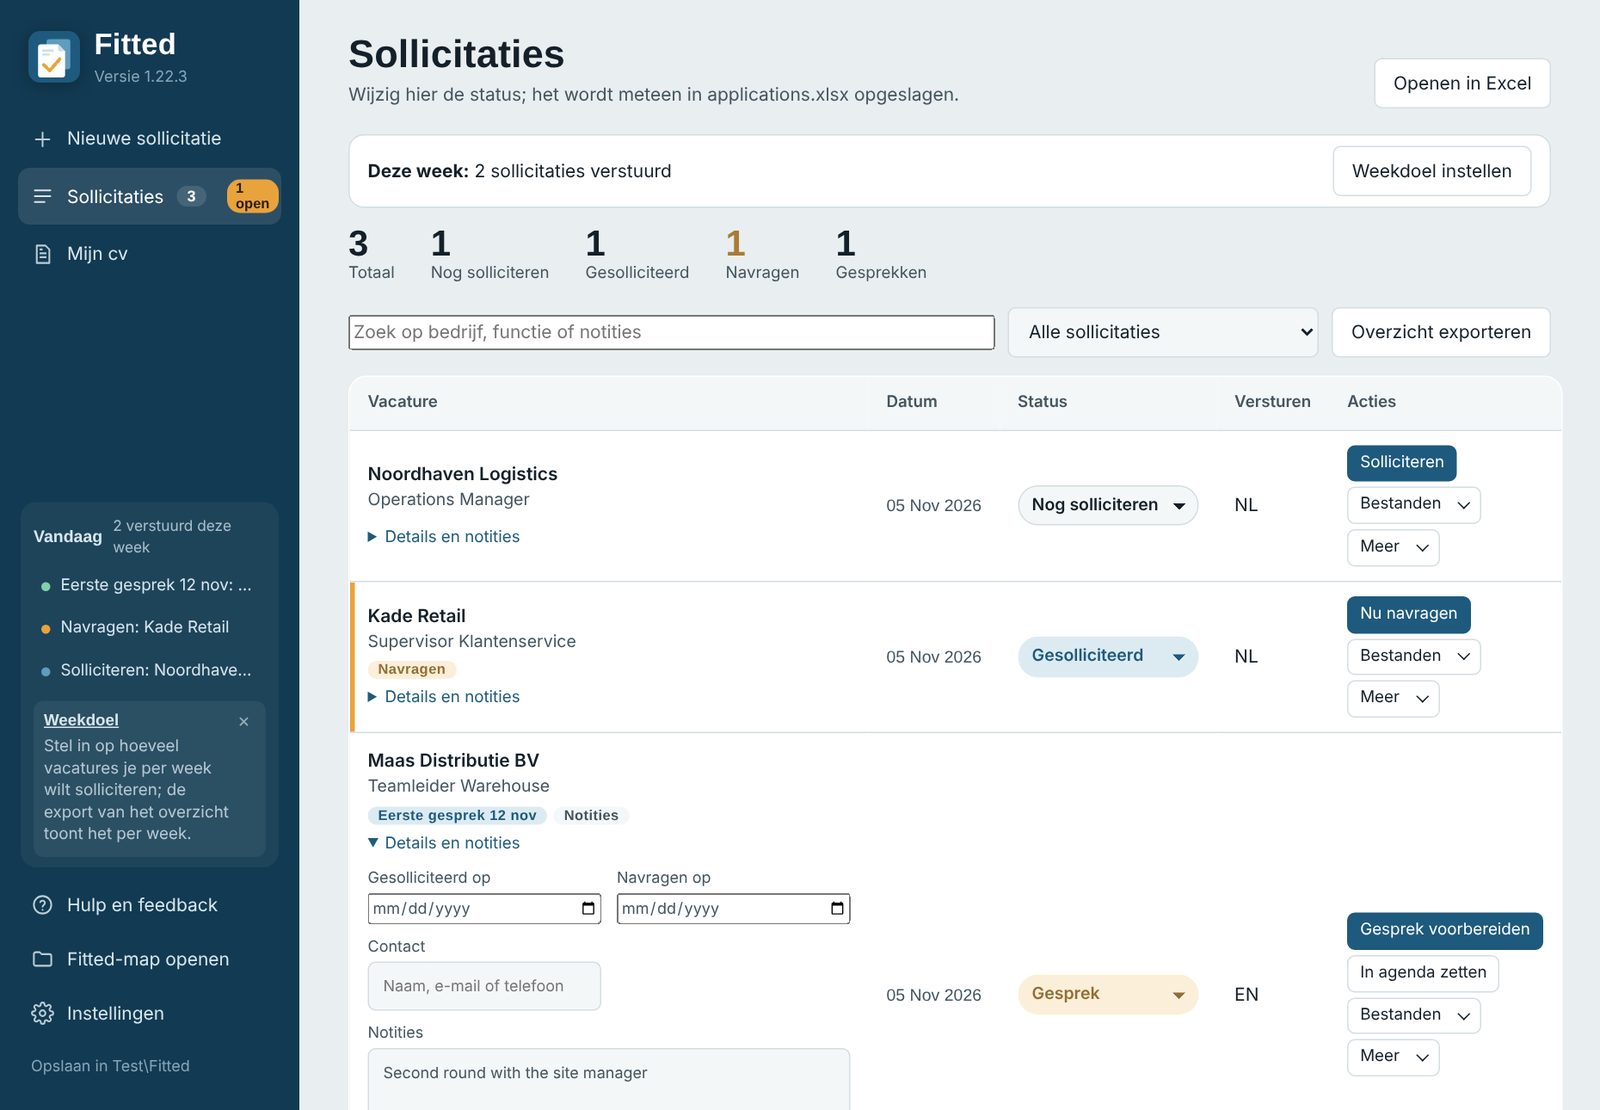 Fitted
Versie 1.22.3
Nieuwe sollicitatie
Sollicitaties 3 1 open
Mijn cv
Vandaag 2 verstuurd deze week
Eerste gesprek 12 nov: ...
Navragen: Kade Retail
Solliciteren: Noordhave...
Weekdoel ×
Stel in op hoeveel
vacatures je per week
wilt solliciteren; de
export van het overzicht
toont het per week.
Hulp en feedback
Fitted-map openen
Instellingen
Opslaan in Test\Fitted
Sollicitaties
Wijzig hier de status; het wordt meteen in applications.xlsx opgeslagen.
Openen in Excel
Deze week: 2 sollicitaties verstuurd
Weekdoel instellen
3 1 1 1 1
Totaal Nog solliciteren Gesolliciteerd Navragen Gesprekken
Zoek op bedrijf, functie of notities
Alle sollicitaties
Overzicht exporteren
Vacature Datum Status Versturen Acties
Noordhaven Logistics
Operations Manager
Details en notities
05 Nov 2026
Nog solliciteren
NL
Solliciteren
Bestanden
Meer
Kade Retail
Supervisor Klantenservice
Navragen
Details en notities
05 Nov 2026
Gesolliciteerd
NL
Nu navragen
Bestanden
Meer
Maas Distributie BV
Teamleider Warehouse
Eerste gesprek 12 nov Notities
Details en notities
Gesolliciteerd op Navragen op
mm/dd/yyyy mm/dd/yyyy
Contact
Naam, e-mail of telefoon
Notities
Second round with the site manager
05 Nov 2026
Gesprek
EN
Gesprek voorbereiden
In agenda zetten
Bestanden
Meer